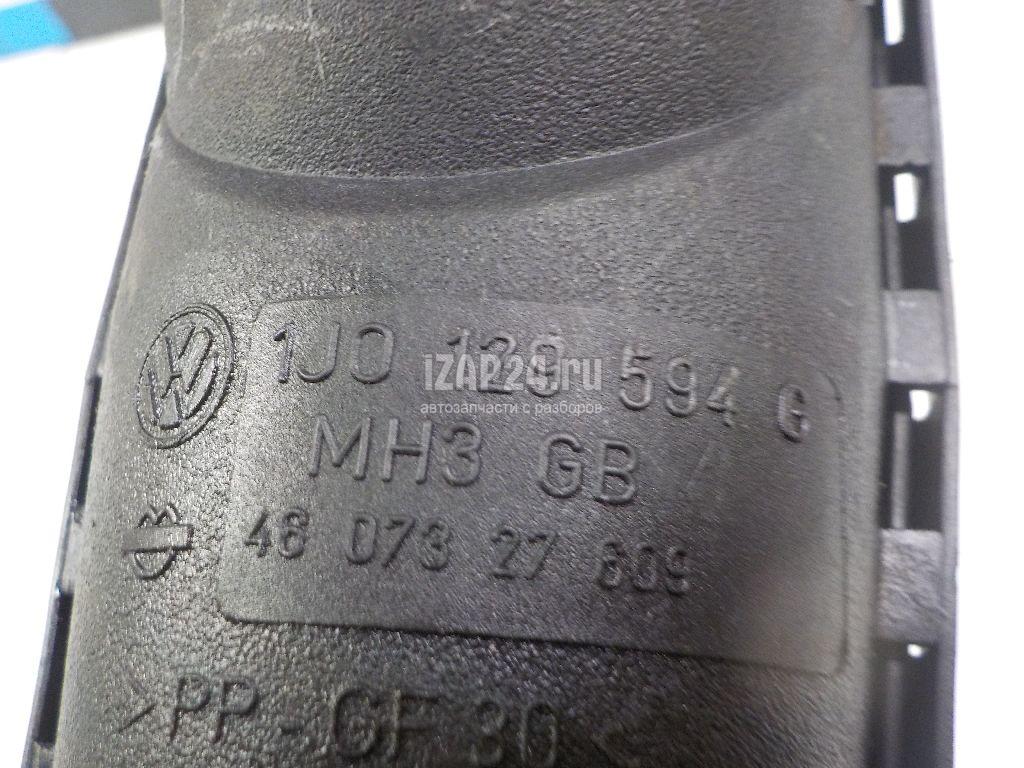 1J0 129 594 G
iZAP24.ru
автозапчасти с разборов
MH3 GB
46 073 27 609
>PP-GF30<